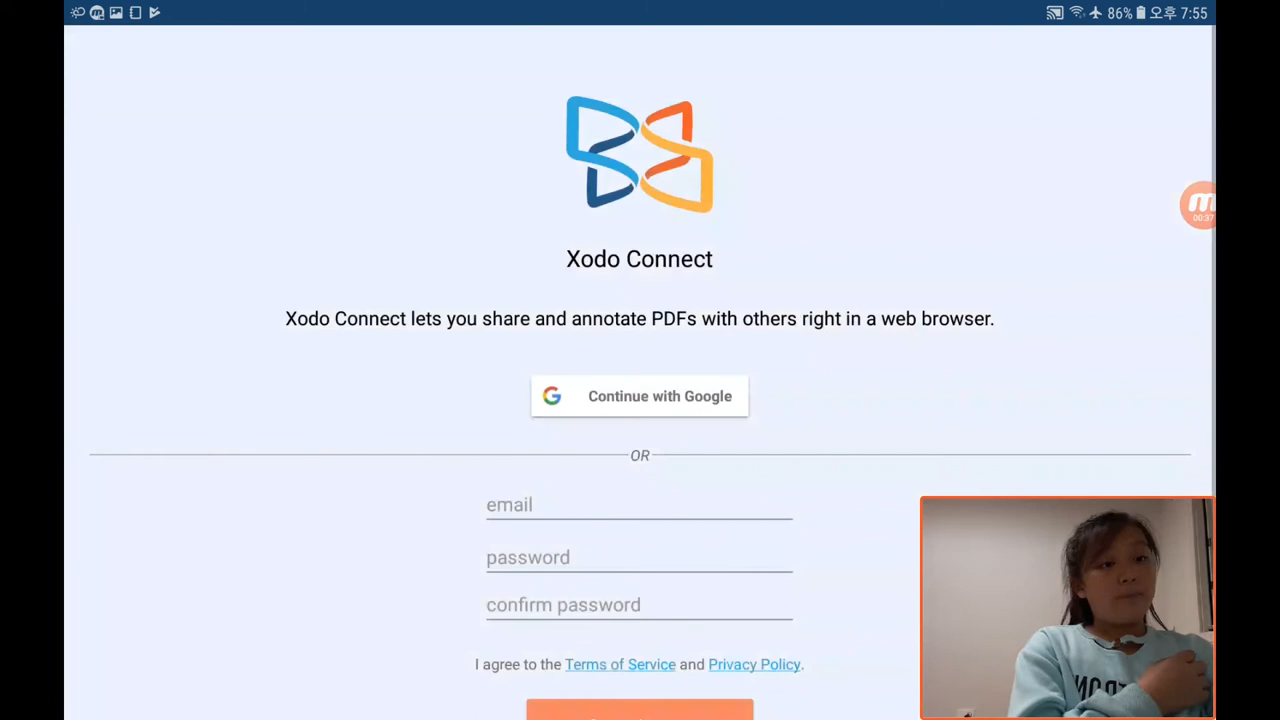 86% 오후 7:55
00:37
Xodo Connect
Xodo Connect lets you share and annotate PDFs with others right in a web browser.
Continue with Google
OR
email
password
confirm password
I agree to the Terms of Service and Privacy Policy.